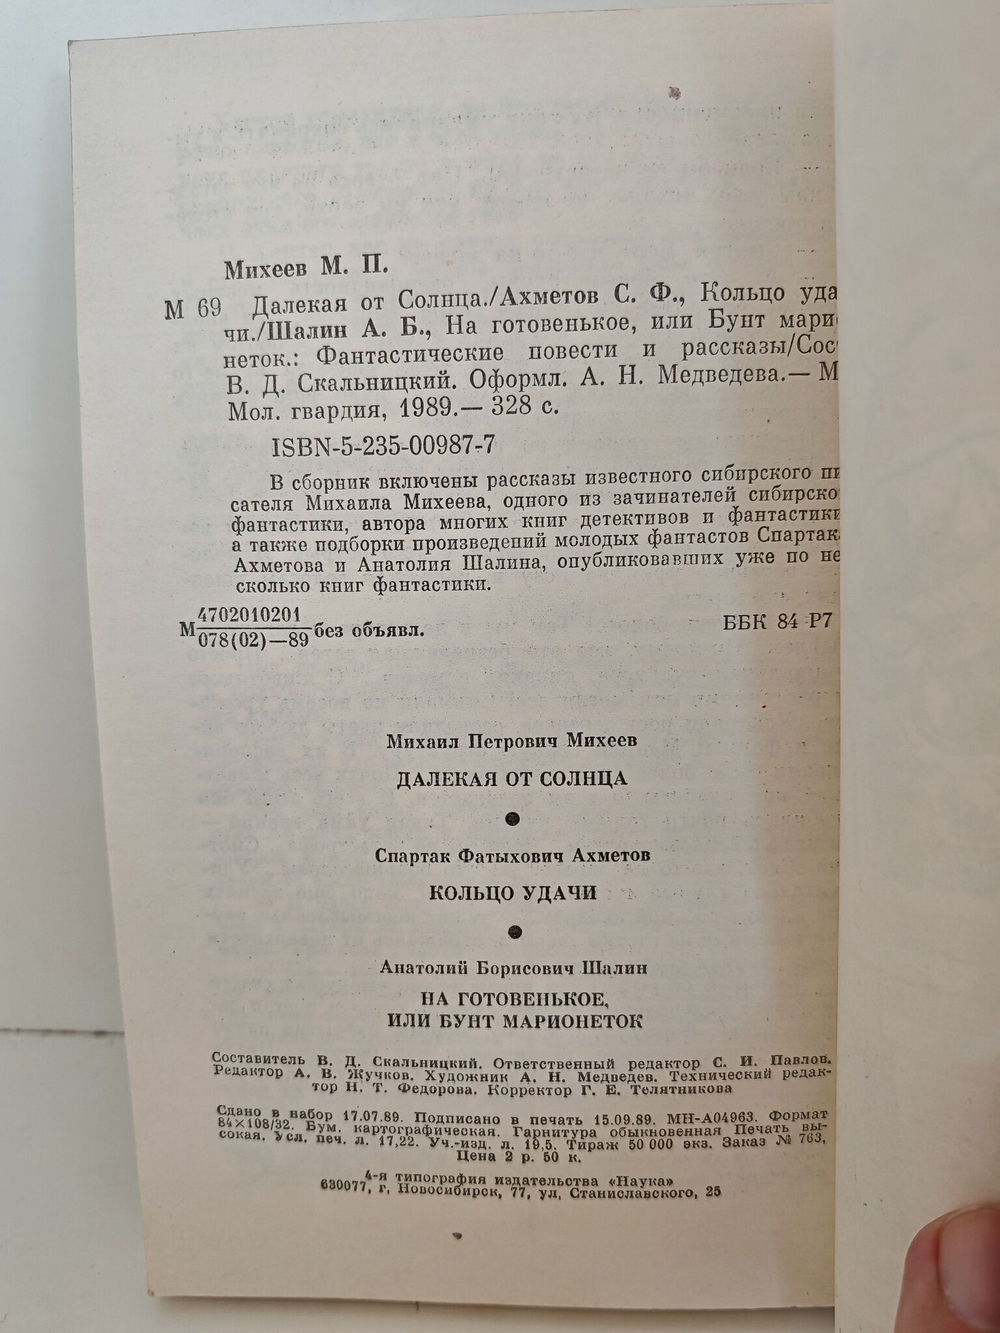 Михеев М. П.
М 69 Далекая от Солнца./Ахметов С. Ф., Кольцо уда
чи./Шалин А. Б., На готовенькое, или Бунт мари
неток.: Фантастические повести и рассказы/Сос
В. Д. Скальницкий. Оформл. А. Н. Медведева.— М
Мол. гвардия, 1989.— 328 с.
ISBN-5-235-00987-7
В сборник включены рассказы известного сибирского пи
сателя Михаила Михеева, одного из зачинателей сибирско
фантастики, автора многих книг детективов и фантастики
а также подборки произведений молодых фантастов Спартак
Ахметова и Анатолия Шалина, опубликовавших уже по не
сколько книг фантастики.
М 4702010201
078(02)—89 без объявл.
ББК 84 Р7
Михаил Петрович Михеев
ДАЛЕКАЯ ОТ СОЛНЦА
●
Спартак Фатыхович Ахметов
КОЛЬЦО УДАЧИ
●
Анатолий Борисович Шалин
НА ГОТОВЕНЬКОЕ,
ИЛИ БУНТ МАРИОНЕТОК
Составитель В. Д. Скальницкий. Ответственный редактор С. И. Павлов.
Редактор А. В. Жучков. Художник А. Н. Медведев. Технический редак-
тор Н. Т. Федорова. Корректор Г. Е. Телятникова
Сдано в набор 17.07.89. Подписано в печать 15.09.89. МН-А04963. Формат
84×108/32. Бум. картографическая. Гарнитура обыкновенная Печать вы-
сокая. Усл. печ. л. 17,22. Уч.-изд. л. 19,5. Тираж 50 000 экз. Заказ № 763.
Цена 2 р. 50 к.
4-я типография издательства «Наука»
630077, г. Новосибирск, 77, ул. Станиславского, 25